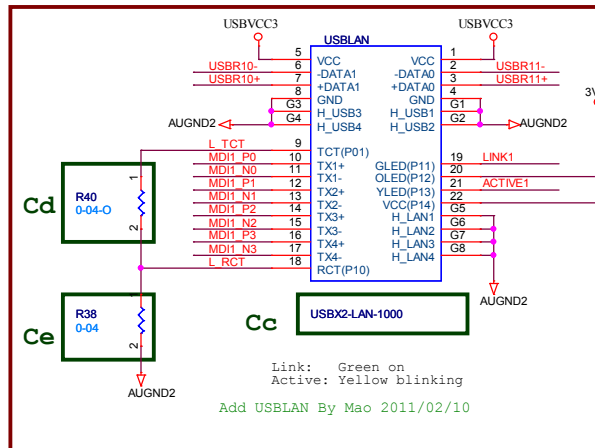 USBVCC3 USBVCC3
USBLAN
5 VCC VCC 1
USBR10- 6 -DATA1 -DATA0 2 USBR11-
USBR10+ 7 +DATA1 +DATA0 3 USBR11+
8 GND GND 4
G3 H_USB3 H_USB1 G1
G4 H_USB4 H_USB2 G2
AUGND2 AUGND2
3V
L_TCT 9 TCT(P01)
MDI1_P0 10 TX1+ GLED(P11) 19 LINK1
MDI1_N0 11 TX1- OLED(P12) 20
MDI1_P1 12 TX2+ YLED(P13) 21 ACTIVE1
MDI1_N1 13 TX2- VCC(P14) 22
MDI1_P2 14 TX3+ H_LAN1 G5
MDI1_N2 15 TX3- H_LAN2 G6
MDI1_P3 16 TX4+ H_LAN3 G7
MDI1_N3 17 TX4- H_LAN4 G8
L_RCT 18 RCT(P10)
AUGND2
Cd
1
R40
0-04-O
2
Ce
1
R38
0-04
2
AUGND2
Cc
USBX2-LAN-1000
Link: Green on
Active: Yellow blinking
Add USBLAN By Mao 2011/02/10